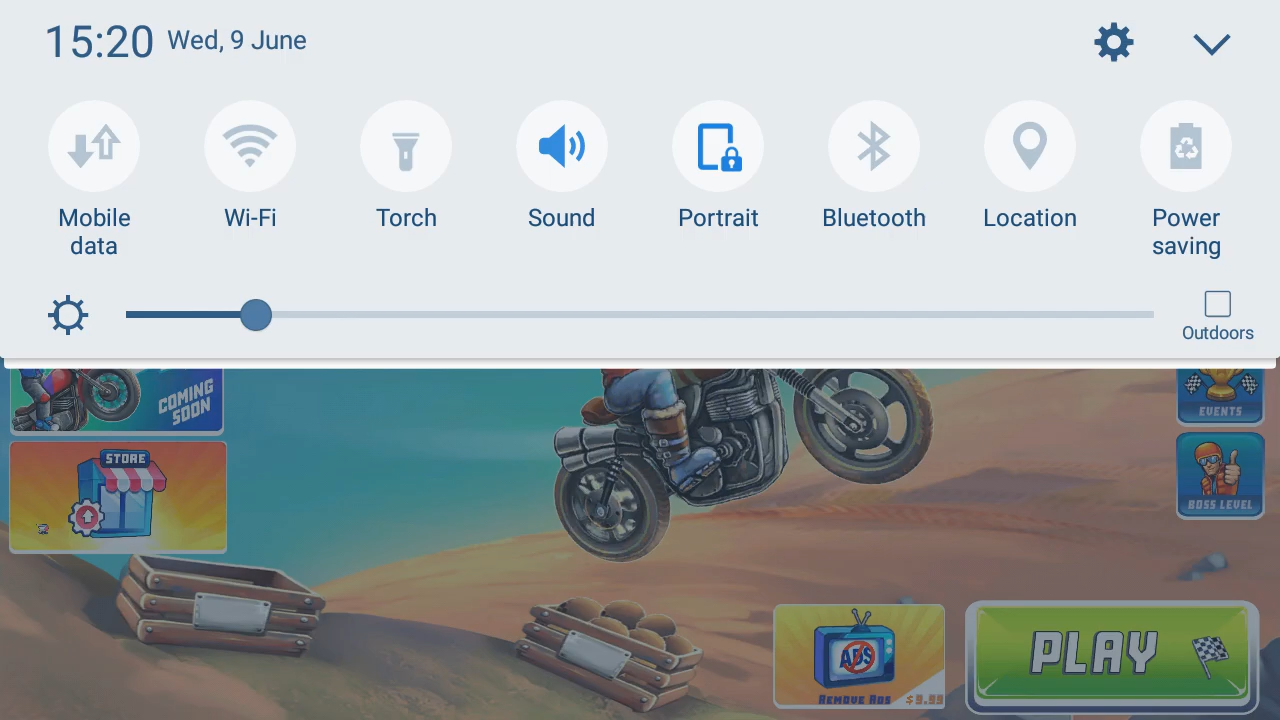 15:20 Wed, 9 June
Mobile
data
Wi-Fi
Torch
Sound
Portrait
Bluetooth
Location
Power
saving
Outdoors
COMING
SOON
EVENTS
STORE
BOSS LEVEL
ADS
REMOVE ADS $9.99
PLAY